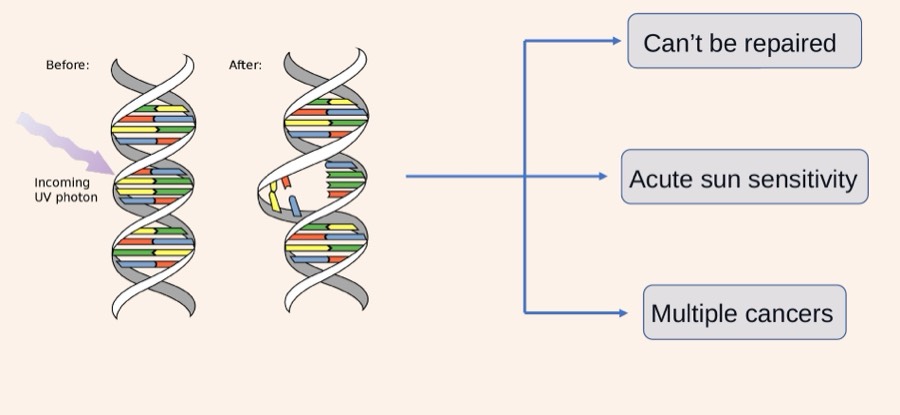 Before:
After:
Incoming
UV photon
Can’t be repaired
Acute sun sensitivity
Multiple cancers